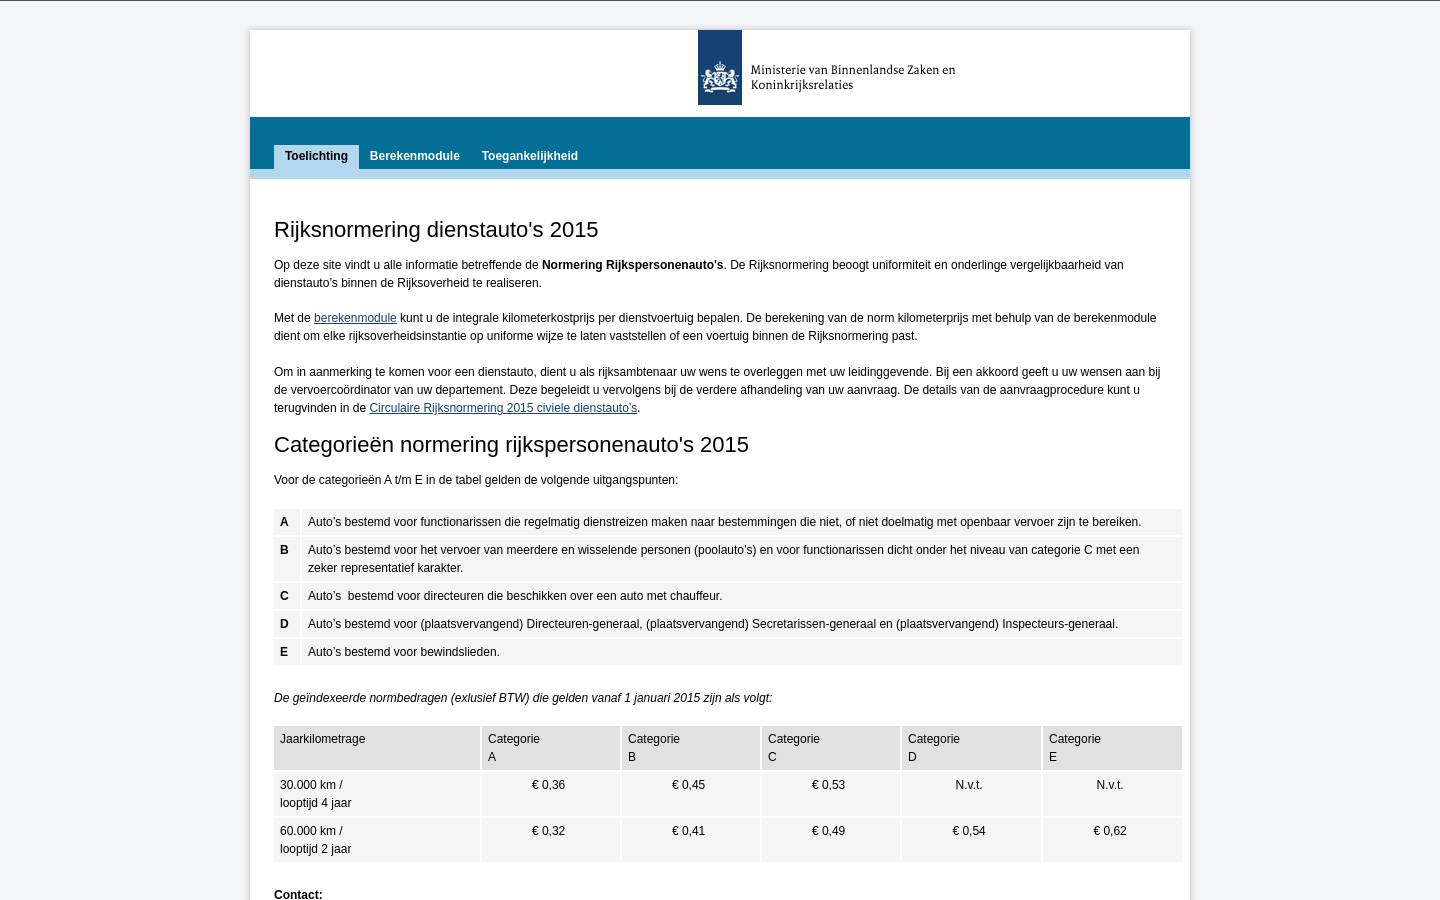 Ministerie van Binnenlandse Zaken en
Koninkrijksrelaties
Toelichting Berekenmodule Toegankelijkheid
Rijksnormering dienstauto's 2015
Op deze site vindt u alle informatie betreffende de Normering Rijkspersonenauto's. De Rijksnormering beoogt uniformiteit en onderlinge vergelijkbaarheid van
dienstauto’s binnen de Rijksoverheid te realiseren.
Met de berekenmodule kunt u de integrale kilometerkostprijs per dienstvoertuig bepalen. De berekening van de norm kilometerprijs met behulp van de berekenmodule
dient om elke rijksoverheidsinstantie op uniforme wijze te laten vaststellen of een voertuig binnen de Rijksnormering past.
Om in aanmerking te komen voor een dienstauto, dient u als rijksambtenaar uw wens te overleggen met uw leidinggevende. Bij een akkoord geeft u uw wensen aan bij
de vervoercoördinator van uw departement. Deze begeleidt u vervolgens bij de verdere afhandeling van uw aanvraag. De details van de aanvraagprocedure kunt u
terugvinden in de Circulaire Rijksnormering 2015 civiele dienstauto’s.
Categorieën normering rijkspersonenauto's 2015
Voor de categorieën A t/m E in de tabel gelden de volgende uitgangspunten:
A Auto’s bestemd voor functionarissen die regelmatig dienstreizen maken naar bestemmingen die niet, of niet doelmatig met openbaar vervoer zijn te bereiken.
B Auto’s bestemd voor het vervoer van meerdere en wisselende personen (poolauto’s) en voor functionarissen dicht onder het niveau van categorie C met een
zeker representatief karakter.
C Auto’s  bestemd voor directeuren die beschikken over een auto met chauffeur.
D Auto’s bestemd voor (plaatsvervangend) Directeuren-generaal, (plaatsvervangend) Secretarissen-generaal en (plaatsvervangend) Inspecteurs-generaal.
E Auto’s bestemd voor bewindslieden.
De geïndexeerde normbedragen (exlusief BTW) die gelden vanaf 1 januari 2015 zijn als volgt:
Jaarkilometrage Categorie Categorie Categorie Categorie Categorie
A B C D E
30.000 km / € 0,36 € 0,45 € 0,53 N.v.t. N.v.t.
looptijd 4 jaar
60.000 km / € 0,32 € 0,41 € 0,49 € 0,54 € 0,62
looptijd 2 jaar
Contact: